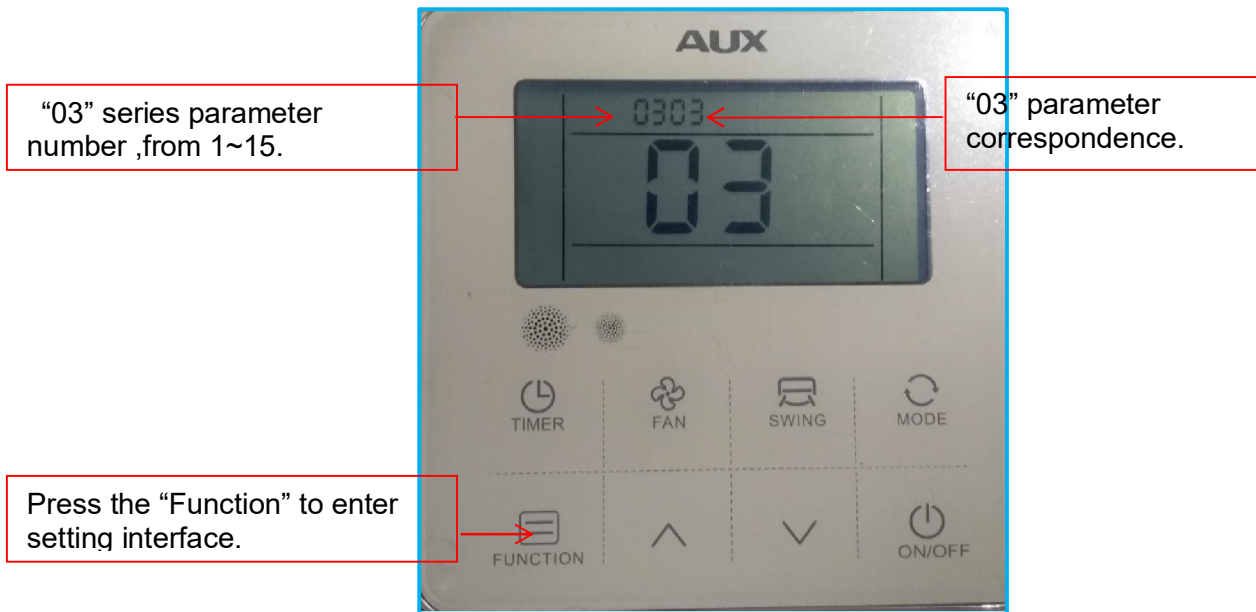 AUX
“03” series parameter
number ,from 1~15.
0303
“03” parameter
correspondence.
03
TIMER
FAN
SWING
MODE
Press the “Function” to enter
setting interface.
FUNCTION
ON/OFF